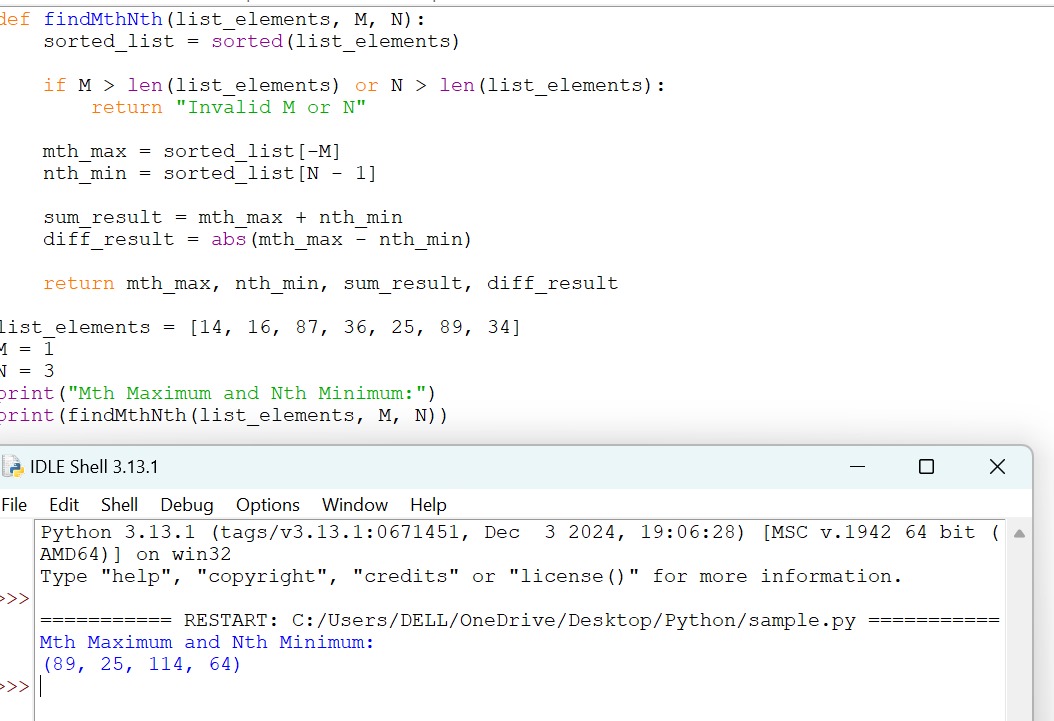 def findMthNth(list_elements, M, N):
    sorted_list = sorted(list_elements)
    if M > len(list_elements) or N > len(list_elements):
        return "Invalid M or N"
    mth_max = sorted_list[-M]
    nth_min = sorted_list[N - 1]
    sum_result = mth_max + nth_min
    diff_result = abs(mth_max - nth_min)
    return mth_max, nth_min, sum_result, diff_result
list_elements = [14, 16, 87, 36, 25, 89, 34]
M = 1
N = 3
print("Mth Maximum and Nth Minimum:")
print(findMthNth(list_elements, M, N))
IDLE Shell 3.13.1
File Edit Shell Debug Options Window Help
Python 3.13.1 (tags/v3.13.1:0671451, Dec  3 2024, 19:06:28) [MSC v.1942 64 bit (
AMD64)] on win32
Type "help", "copyright", "credits" or "license()" for more information.
>>>
=========== RESTART: C:/Users/DELL/OneDrive/Desktop/Python/sample.py ===========
Mth Maximum and Nth Minimum:
(89, 25, 114, 64)
>>>